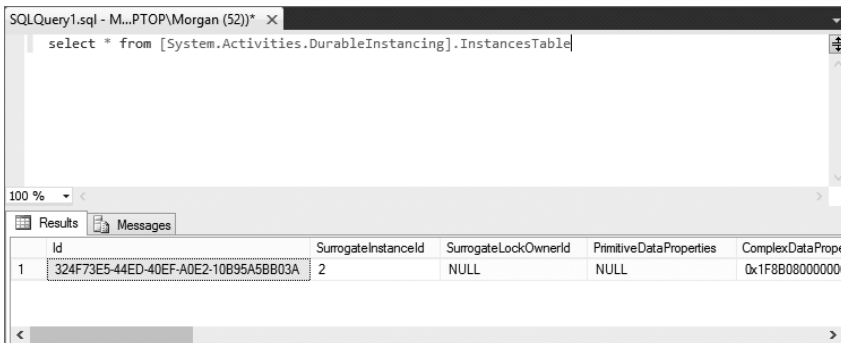 SQLQuery1.sql - M...PTOP\Morgan (52))* ×
select * from [System.Activities.DurableInstancing].InstancesTable
100 %
Results Messages
Id SurrogateInstanceId SurrogateLockOwnerId PrimitiveDataProperties ComplexDataPrope
1 324F73E5-44ED-40EF-A0E2-10B95A5BB03A 2 NULL NULL 0x1F8B08000000